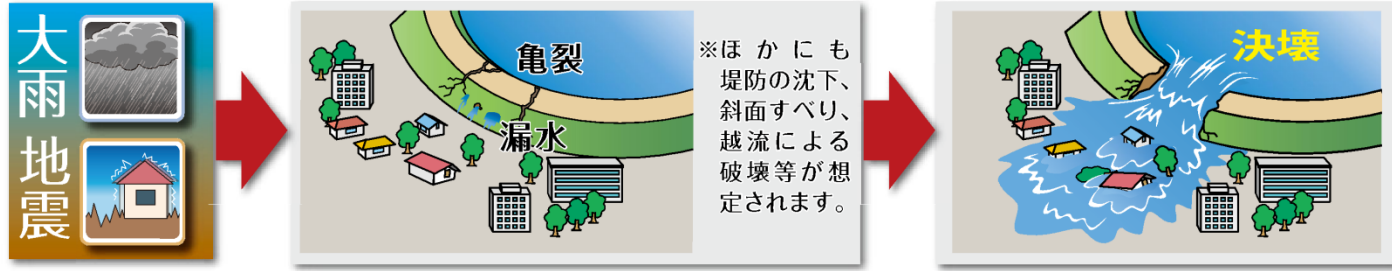 大雨
地震
亀裂
漏水
※ほかにも
堤防の沈下、
斜面すべり、
越流による
破壊等が想
定されます。
決壊